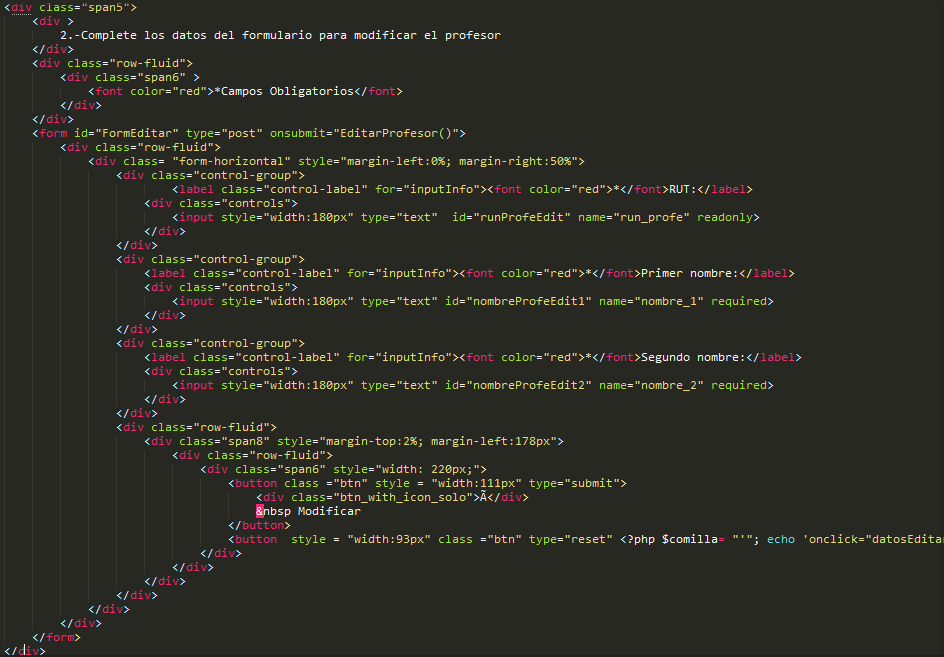 <div class="span5">
<div >
2.-Complete los datos del formulario para modificar el profesor
</div>
<div class="row-fluid">
<div class="span6" >
<font color="red">*Campos Obligatorios</font>
</div>
</div>
<form id="FormEditar" type="post" onsubmit="EditarProfesor()">
<div class="row-fluid">
<div class= "form-horizontal" style="margin-left:0%; margin-right:50%">
<div class="control-group">
<label class="control-label" for="inputInfo"><font color="red">*</font>RUT:</label>
<div class="controls">
<input style="width:180px" type="text"  id="runProfeEdit" name="run_profe" readonly>
</div>
</div>
<div class="control-group">
<label class="control-label" for="inputInfo"><font color="red">*</font>Primer nombre:</label>
<div class="controls">
<input style="width:180px" type="text" id="nombreProfeEdit1" name="nombre_1" required>
</div>
</div>
<div class="control-group">
<label class="control-label" for="inputInfo"><font color="red">*</font>Segundo nombre:</label>
<div class="controls">
<input style="width:180px" type="text" id="nombreProfeEdit2" name="nombre_2" required>
</div>
</div>
<div class="row-fluid">
<div class="span8" style="margin-top:2%; margin-left:178px">
<div class="row-fluid">
<div class="span6" style="width: 220px;">
<button class ="btn" style = "width:111px" type="submit">
<div class="btn_with_icon_solo">Ã</div>
&nbsp Modificar
</button>
<button  style = "width:93px" class ="btn" type="reset" <?php $comilla= "'"; echo 'onclick="datosEditar
</div>
</div>
</div>
</div>
</div>
</div>
</form>
</div>